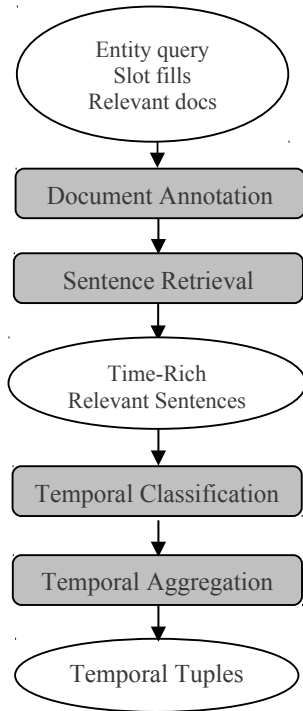 Entity query
Slot fills
Relevant docs
Document Annotation
Sentence Retrieval
Time-Rich
Relevant Sentences
Temporal Classification
Temporal Aggregation
Temporal Tuples